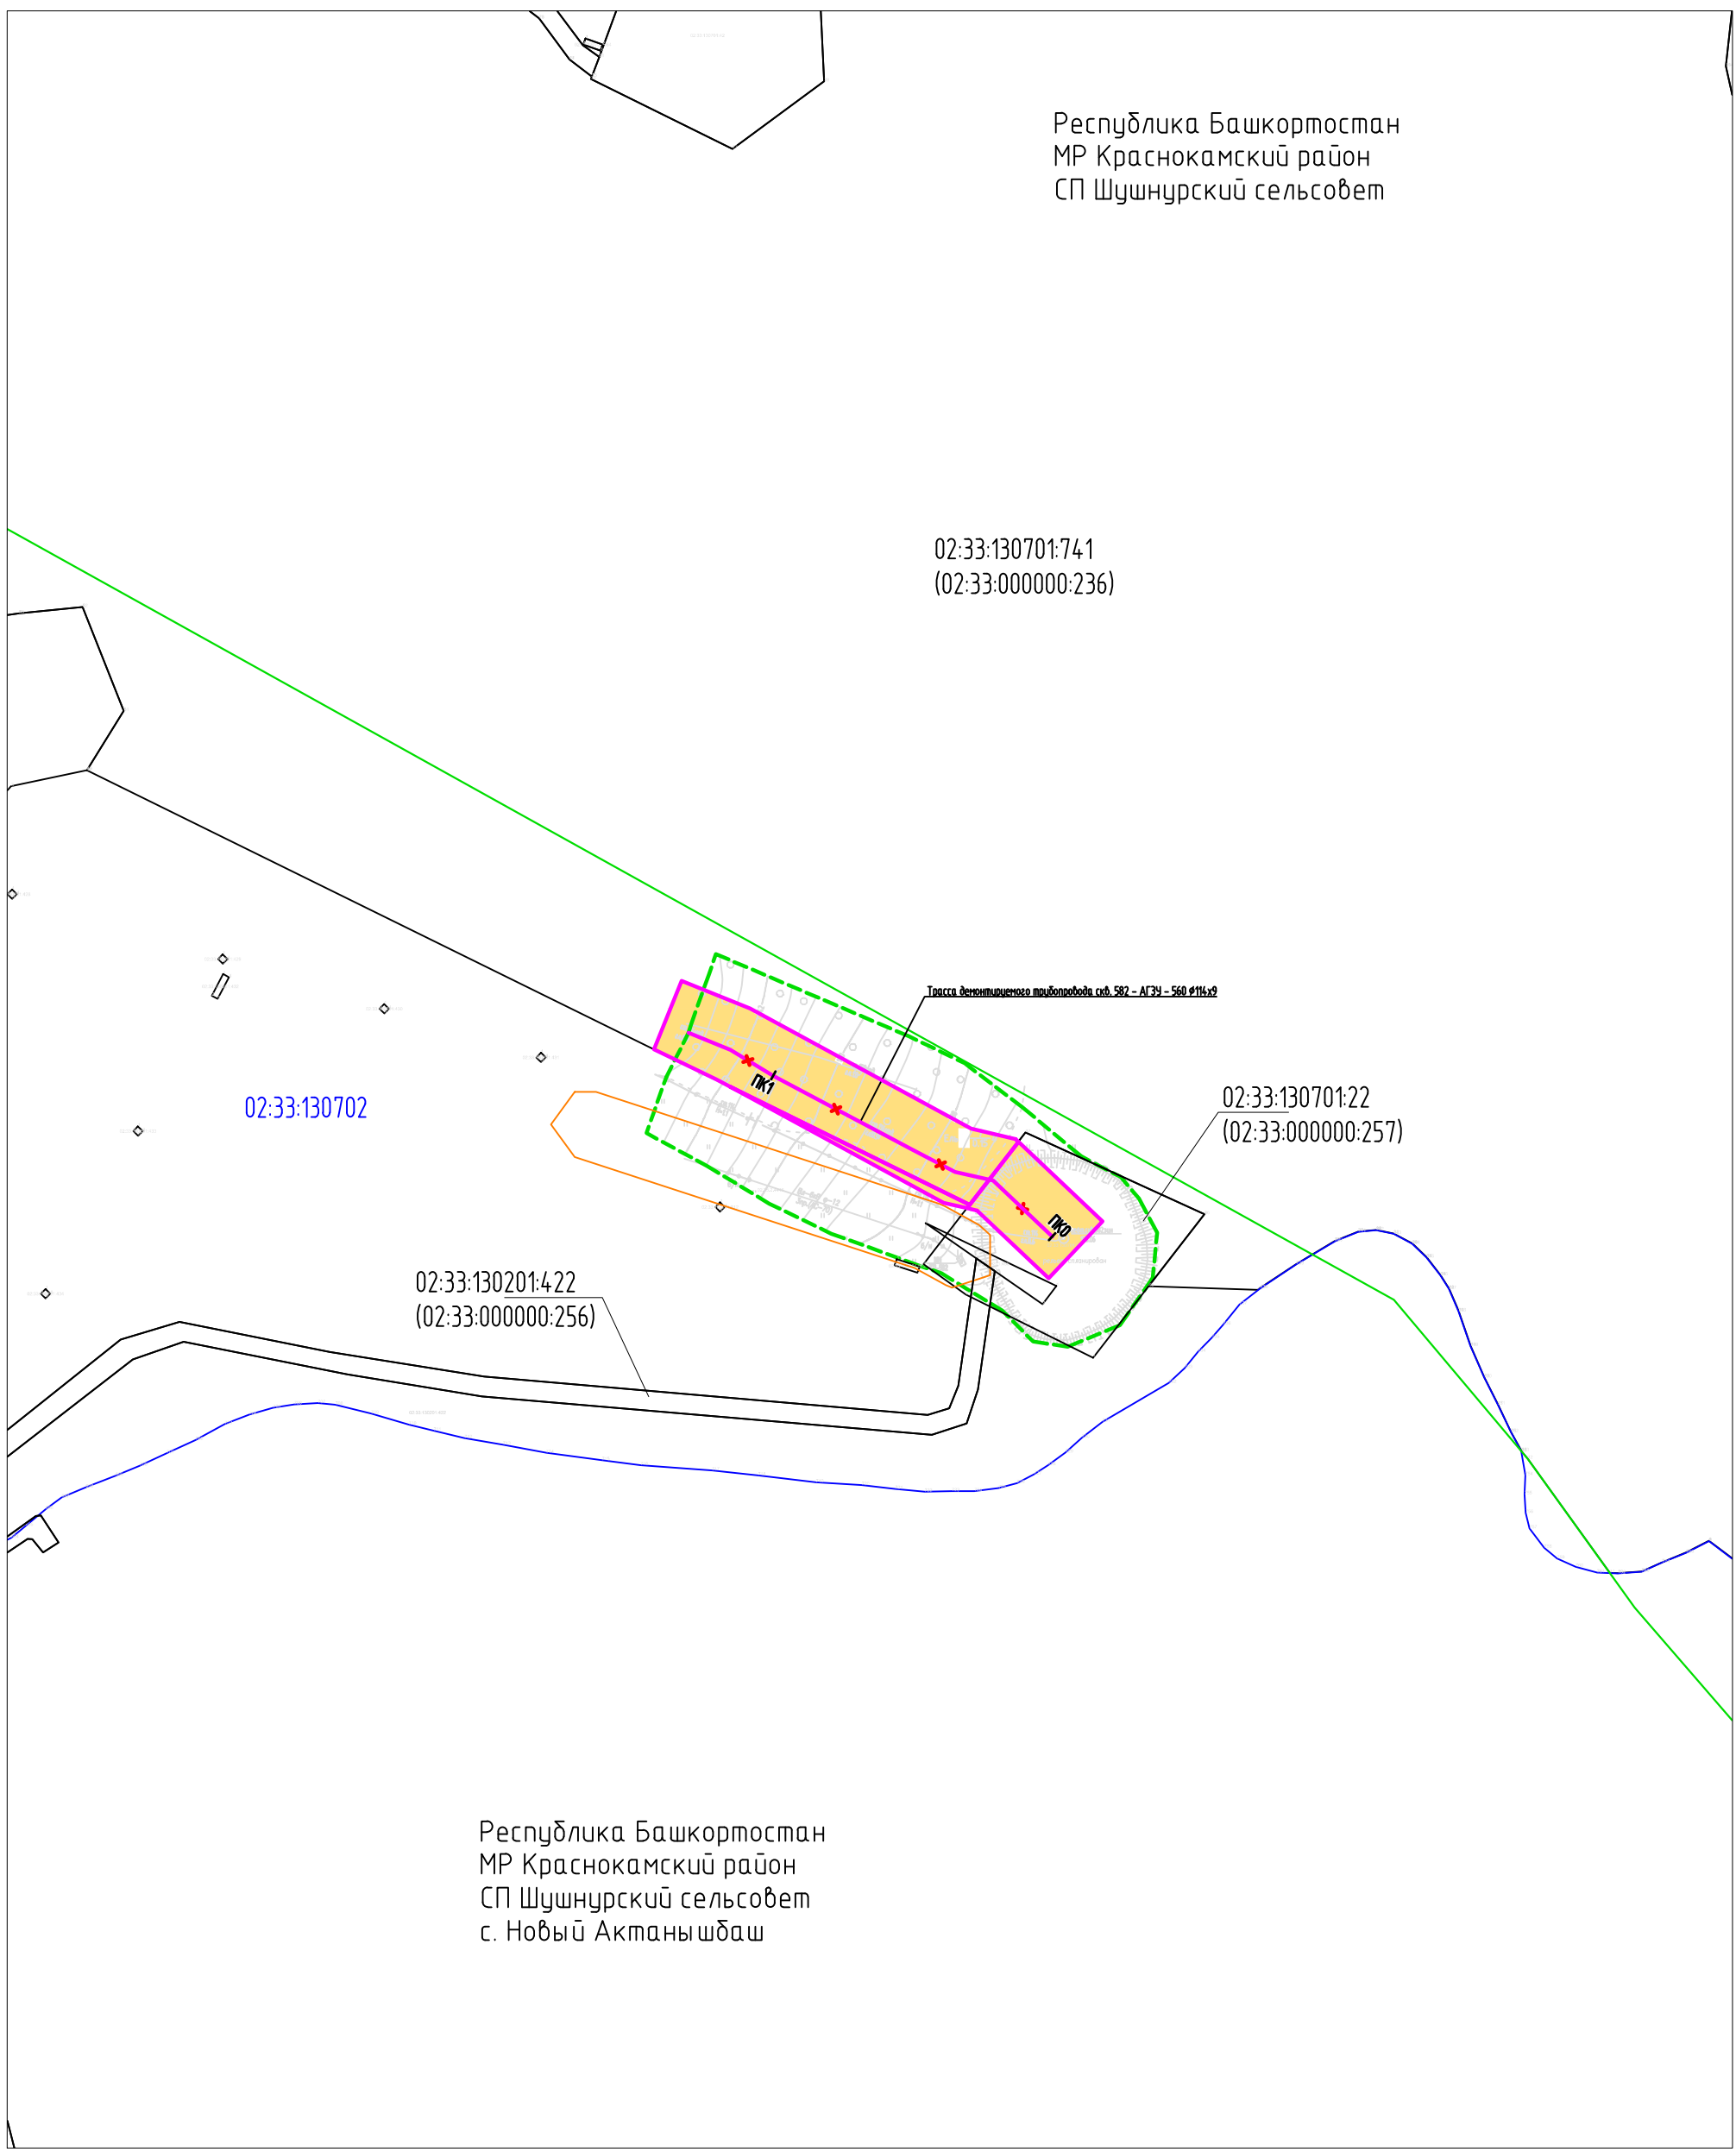 Республика Башкортостан
МР Краснокамский район
СП Шушнурский сельсовет
02:33:130701:741
(02:33:000000:236)
Трасса демонтируемого трубопровода скв. 582 - АГЗУ - 560 Ø114х9
ПК1
02:33:130701:22
(02:33:000000:257)
02:33:130702
ПК0
02:33:130201:422
(02:33:000000:256)
Республика Башкортостан
МР Краснокамский район
СП Шушнурский сельсовет
с. Новый Актанышбаш